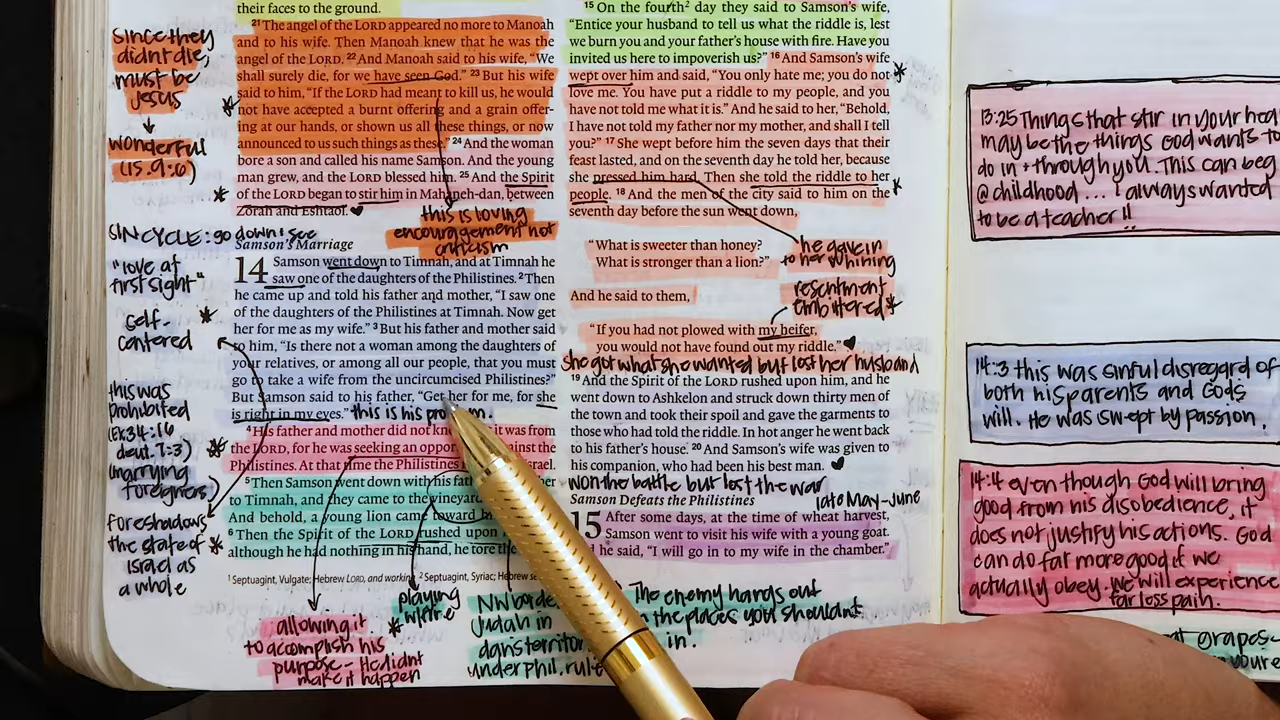 their faces to the ground.
21 The angel of the LORD appeared no more to Manoah
and to his wife. Then Manoah knew that he was the
angel of the LORD. 22 And Manoah said to his wife, "We
shall surely die, for we have seen God." 23 But his wife
said to him, "If the LORD had meant to kill us, he would
not have accepted a burnt offering and a grain offer-
ing at our hands, or shown us all these things, or now
announced to us such things as these." 24 And the woman
bore a son and called his name Samson. And the young
man grew, and the LORD blessed him. 25 And the Spirit
of the LORD began to stir him in Mahaneh-dan, between
Zorah and Eshtaol.
Samson's Marriage
14 Samson went down to Timnah, and at Timnah he
saw one of the daughters of the Philistines. 2 Then
he came up and told his father and mother, "I saw one
of the daughters of the Philistines at Timnah. Now get
her for me as my wife." 3 But his father and mother said
to him, "Is there not a woman among the daughters of
your relatives, or among all our people, that you must
go to take a wife from the uncircumcised Philistines?"
But Samson said to his father, "Get her for me, for she
is right in my eyes." this is his
4 His father and mother did not it was from
the LORD, for he was seeking an against the
Philistines. At that time the Philistines
5 Then Samson went down with his
to Timnah, and they came to the vineyards
And behold, a young lion came toward
6 Then the Spirit of the LORD rushed upon
although he had nothing in his hand, he tore the
1 Septuagint, Vulgate; Hebrew LORD, and working 2 Septuagint, Syriac; Hebrew
since they
didnt die,
must be
Jesus
wonderful
(15.9:6)
SIN CYCLE: go down: see
"love at
first sight"
self-
centered
this was
prohibited
(Ex 34:16
deut. 7:3)
(marrying
foreigners)
foreshadows
the state of
Israel as
a whole
this is loving
encouragement not
criticism
allowing it
to accomplish his
purpose - He didnt
make it happen
playing
w/fire
NW border
Judah in
dans territory
under phil. rule
15 On the fourth2 day they said to Samson's wife,
"Entice your husband to tell us what the riddle is, lest
we burn you and your father's house with fire. Have you
invited us here to impoverish us?" 16 And Samson's wife
wept over him and said, "You only hate me; you do not
love me. You have put a riddle to my people, and you
have not told me what it is." And he said to her, "Behold,
I have not told my father nor my mother, and shall I tell
you?" 17 She wept before him the seven days that their
feast lasted, and on the seventh day he told her, because
she pressed him hard. Then she told the riddle to her
people. 18 And the men of the city said to him on the
seventh day before the sun went down,
"What is sweeter than honey?
What is stronger than a lion?"
he gave in
to her whining
And he said to them,
resentment
embittered
"If you had not plowed with my heifer,
you would not have found out my riddle."
She got what she wanted but lost her husband
19 And the Spirit of the LORD rushed upon him, and he
went down to Ashkelon and struck down thirty men of
the town and took their spoil and gave the garments to
those who had told the riddle. In hot anger he went back
to his father's house. 20 And Samson's wife was given to
his companion, who had been his best man.
won the battle but lost the war
Samson Defeats the Philistines
late May-June
15 After some days, at the time of wheat harvest,
Samson went to visit his wife with a young goat.
he said, "I will go in to my wife in the chamber."
The enemy hangs out
the places you shouldnt
in.
13:25 Things that stir in your
may be the things God wants to
do in + through you. This can
@ childhood... I always wanted
to be a teacher!!
14:3 this was sinful disregard of
both his parents and Gods
will. He was swept by passion.
14:4 even though God will bring
good from his disobedience, it
does not justify his actions. God
can do far more good if we
actually obey. We will experience
far less pain.